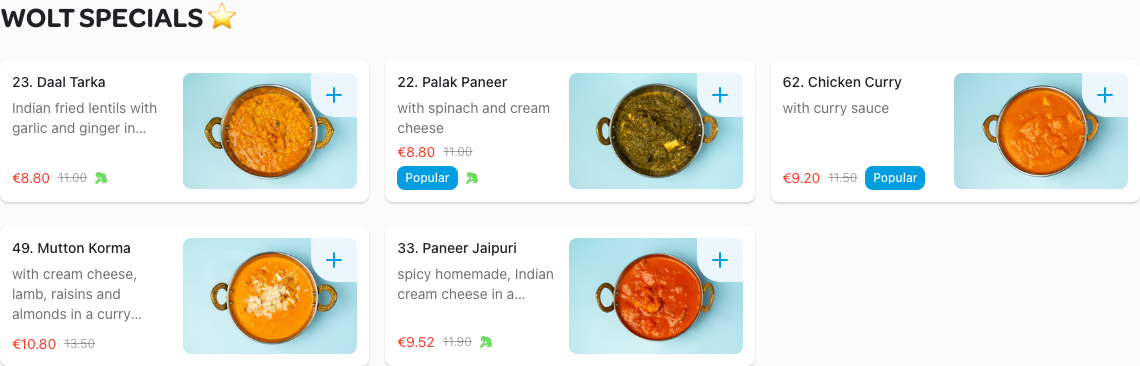 WOLT SPECIALS ⭐
23. Daal Tarka
Indian fried lentils with
garlic and ginger in...
€8.80 11.00
22. Palak Paneer
with spinach and cream
cheese
€8.80 11.00
Popular
62. Chicken Curry
with curry sauce
€9.20 11.50 Popular
49. Mutton Korma
with cream cheese,
lamb, raisins and
almonds in a curry...
€10.80 13.50
33. Paneer Jaipuri
spicy homemade, Indian
cream cheese in a...
€9.52 11.90